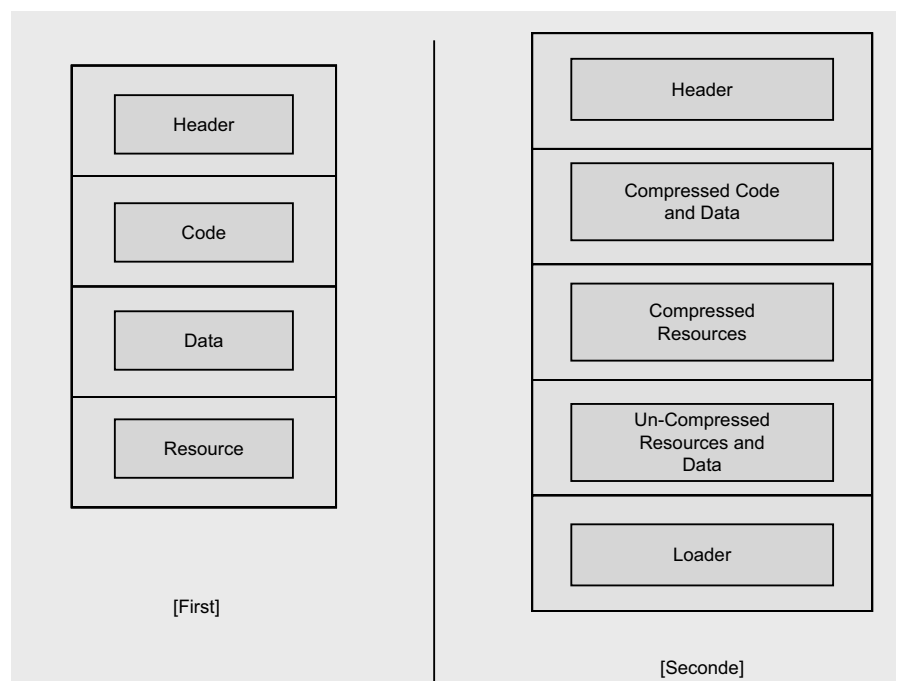 Header
Code
Data
Resource
[First]
Header
Compressed Code
and Data
Compressed
Resources
Un-Compressed
Resources and
Data
Loader
[Seconde]